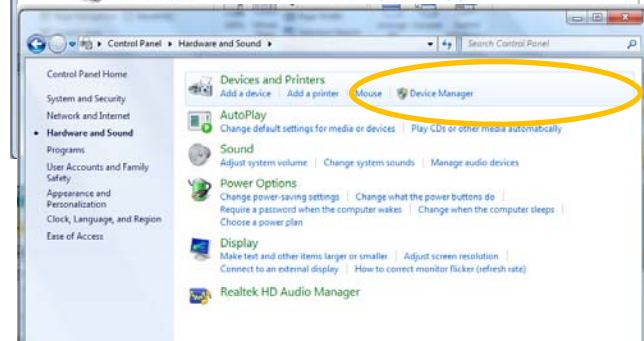 Control Panel ▸ Hardware and Sound ▸
Search Control Panel
Control Panel Home
System and Security
Network and Internet
Hardware and Sound
Programs
User Accounts and Family
Safety
Appearance and
Personalization
Clock, Language, and Region
Ease of Access
Devices and Printers
Add a device | Add a printer | Mouse | Device Manager
AutoPlay
Change default settings for media or devices | Play CDs or other media automatically
Sound
Adjust system volume | Change system sounds | Manage audio devices
Power Options
Change power-saving settings | Change what the power buttons do |
Require a password when the computer wakes | Change when the computer sleeps |
Choose a power plan
Display
Make text and other items larger or smaller | Adjust screen resolution |
Connect to an external display | How to correct monitor flicker (refresh rate)
Realtek HD Audio Manager